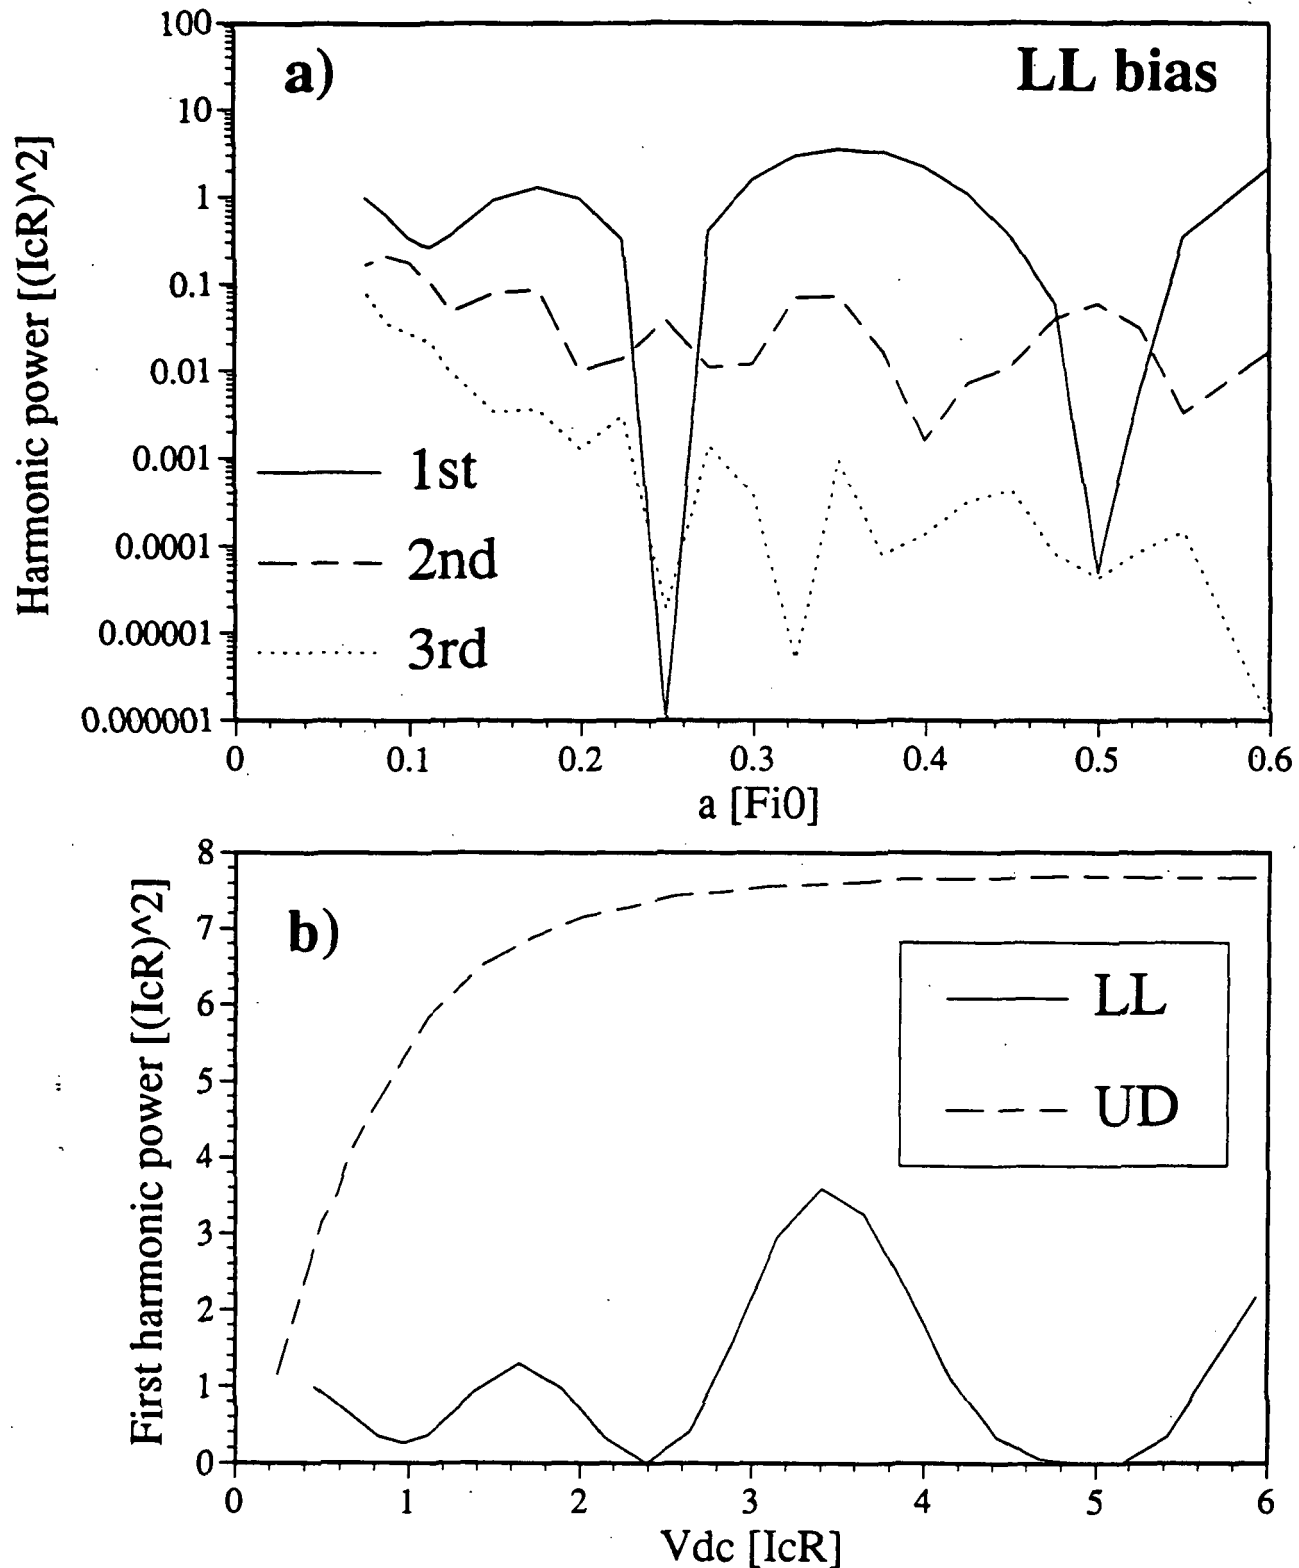 a)
LL bias
Harmonic power [(IcR)^2]
100
10
1
0.1
0.01
0.001
0.0001
0.00001
0.000001
1st
2nd
3rd
0 0.1 0.2 0.3 0.4 0.5 0.6
a [Fi0]
b)
First harmonic power [(IcR)^2]
8
7
6
5
4
3
2
1
0
LL
UD
0 1 2 3 4 5 6
Vdc [IcR]